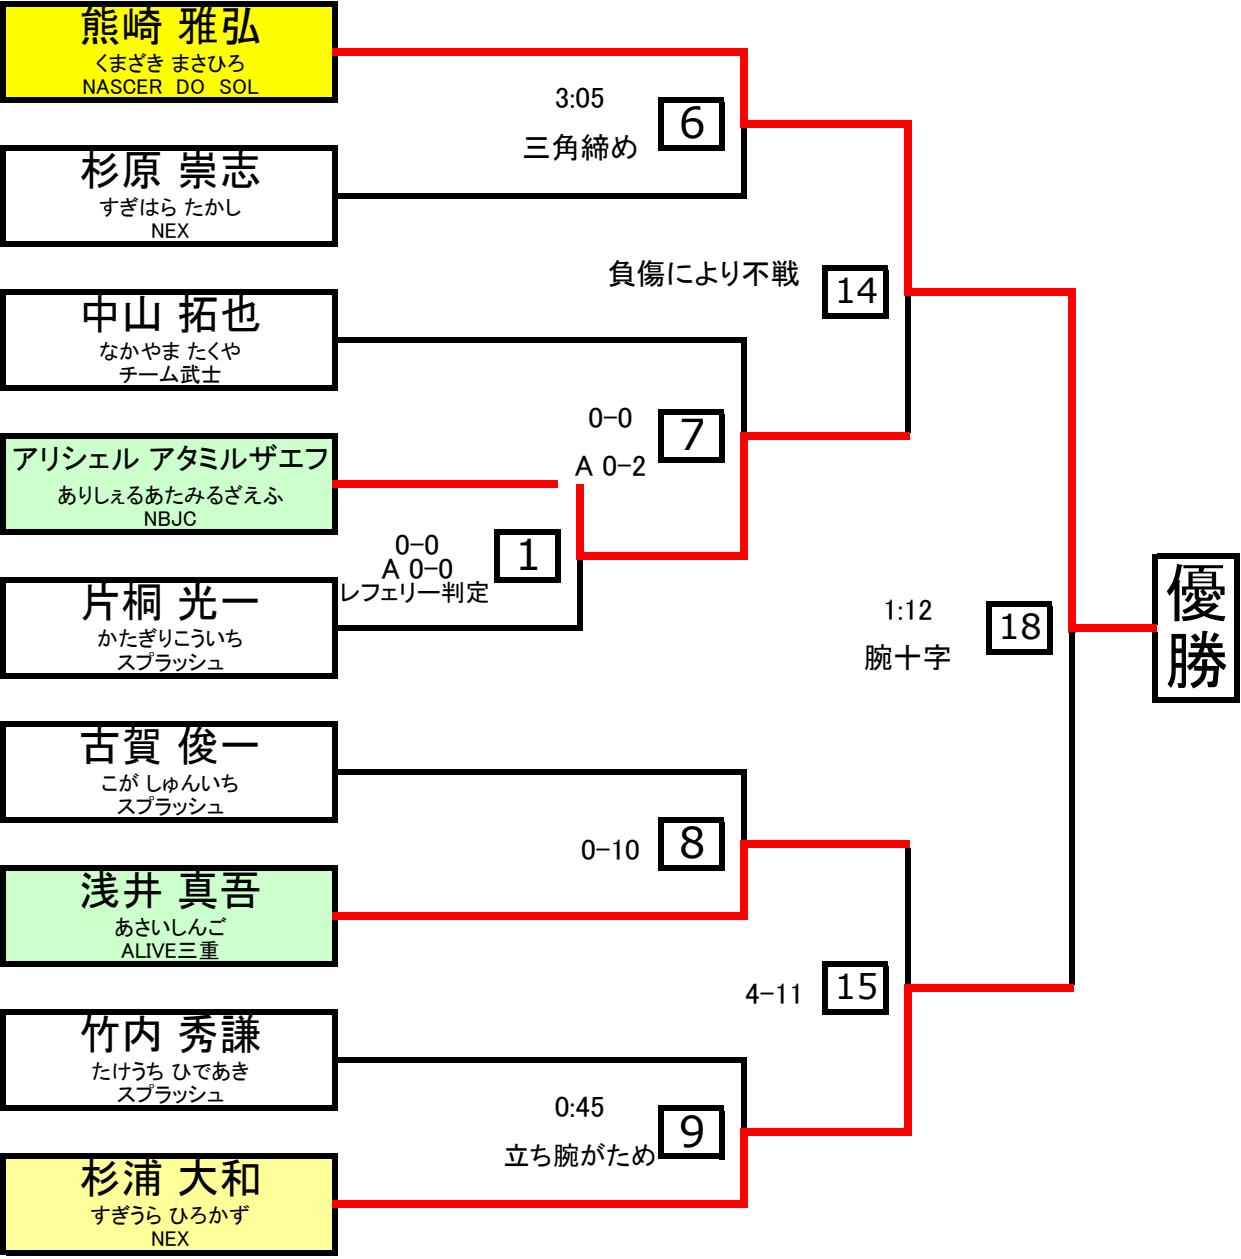 熊崎 雅弘
くまざき まさひろ
NASCER DO SOL
3:05
三角締め
6
杉原 崇志
すぎはら たかし
NEX
負傷により不戦
14
中山 拓也
なかやま たくや
チーム武士
0-0
A 0-2
7
アリシェル アタミルザエフ
ありしぇるあたみるざえふ
NBJC
0-0
A 0-0
レフェリー判定
1
片桐 光一
かたぎりこういち
スプラッシュ
1:12
腕十字
18
優
勝
古賀 俊一
こが しゅんいち
スプラッシュ
0-10
8
浅井 真吾
あさいしんご
ALIVE三重
4-11
15
竹内 秀謙
たけうち ひであき
スプラッシュ
0:45
立ち腕がため
9
杉浦 大和
すぎうら ひろかず
NEX